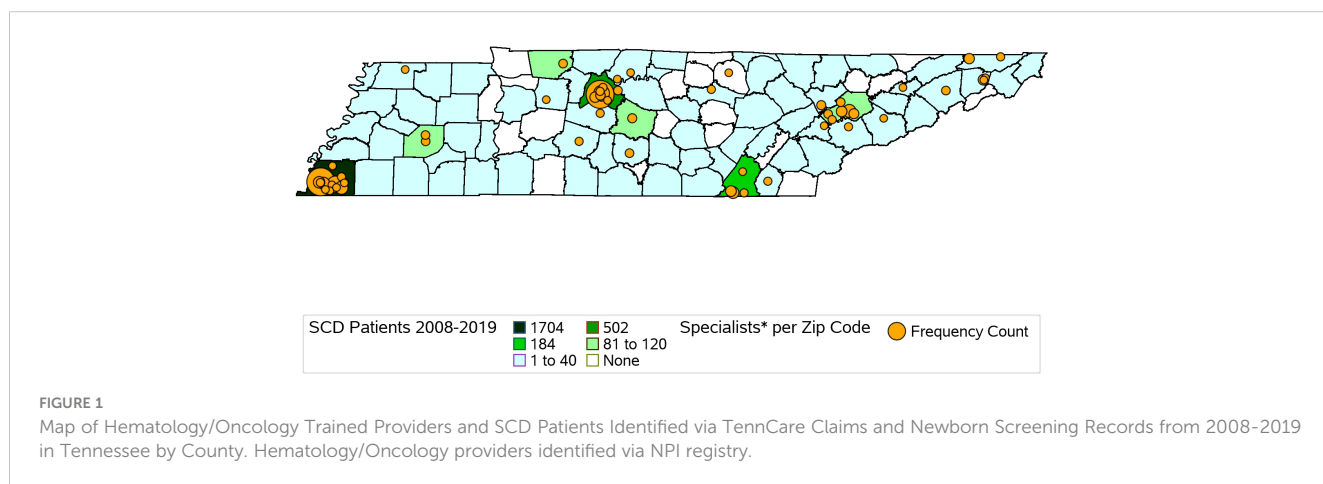 SCD Patients 2008-2019 1704 502 Specialists* per Zip Code Frequency Count
184 81 to 120
1 to 40 None
FIGURE 1
Map of Hematology/Oncology Trained Providers and SCD Patients Identified via TennCare Claims and Newborn Screening Records from 2008-2019
in Tennessee by County. Hematology/Oncology providers identified via NPI registry.